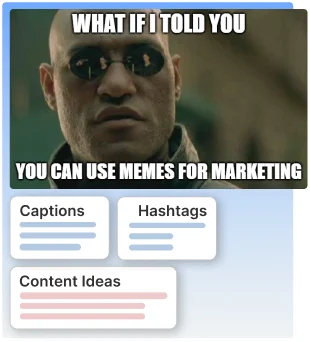 WHAT IF I TOLD YOU
YOU CAN USE MEMES FOR MARKETING
Captions
Hashtags
Content Ideas